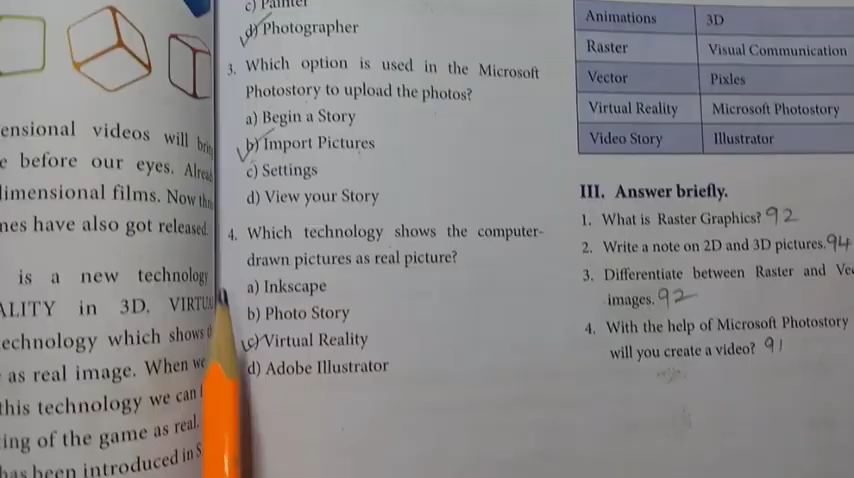 ensional videos will
e before our eyes.
dimensional films. Now
mes have also got released.
is a new technology
ALITY in 3D.
echnology which shows
as real image. When we
this technology we can
ing of the game as real.
has been introduced in
c) Painter
d) Photographer
3. Which option is used in the Microsoft
Photostory to upload the photos?
a) Begin a Story
b) Import Pictures
c) Settings
d) View your Story
4. Which technology shows the computer-
drawn pictures as real picture?
a) Inkscape
b) Photo Story
c) Virtual Reality
d) Adobe Illustrator
Animations 3D
Raster Visual Communication
Vector Pixles
Virtual Reality Microsoft Photostory
Video Story Illustrator
III. Answer briefly.
1. What is Raster Graphics? 92
2. Write a note on 2D and 3D pictures. 94
3. Differentiate between Raster and
images. 92
4. With the help of Microsoft Photostory
will you create a video? 91